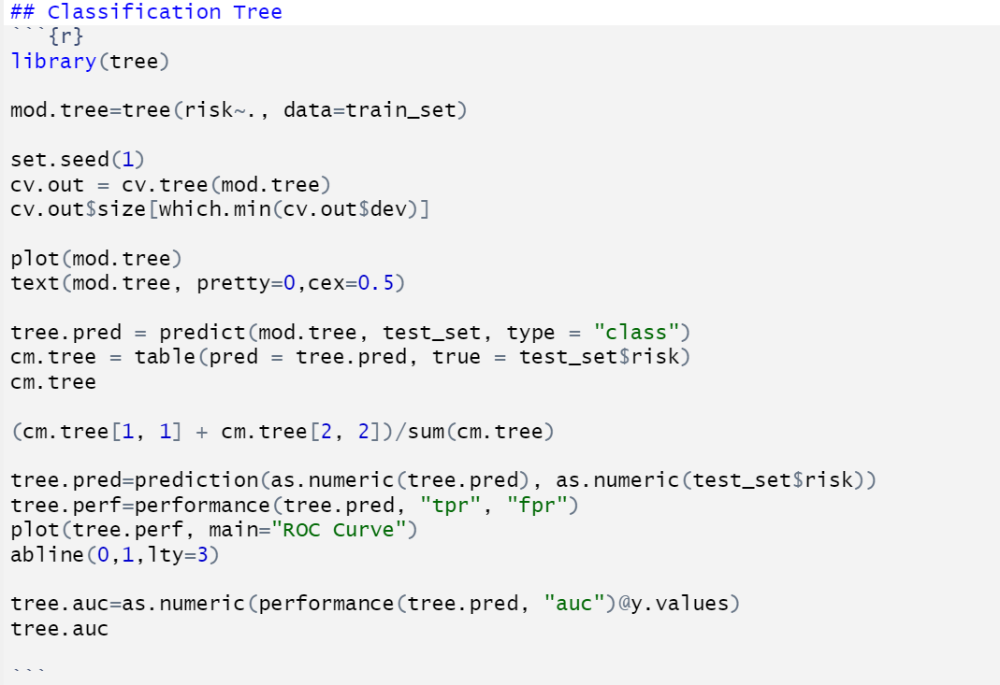 ## Classification Tree
```{r}
library(tree)
mod.tree=tree(risk~., data=train_set)
set.seed(1)
cv.out = cv.tree(mod.tree)
cv.out$size[which.min(cv.out$dev)]
plot(mod.tree)
text(mod.tree, pretty=0,cex=0.5)
tree.pred = predict(mod.tree, test_set, type = "class")
cm.tree = table(pred = tree.pred, true = test_set$risk)
cm.tree
(cm.tree[1, 1] + cm.tree[2, 2])/sum(cm.tree)
tree.pred=prediction(as.numeric(tree.pred), as.numeric(test_set$risk))
tree.perf=performance(tree.pred, "tpr", "fpr")
plot(tree.perf, main="ROC Curve")
abline(0,1,lty=3)
tree.auc=as.numeric(performance(tree.pred, "auc")@y.values)
tree.auc
```